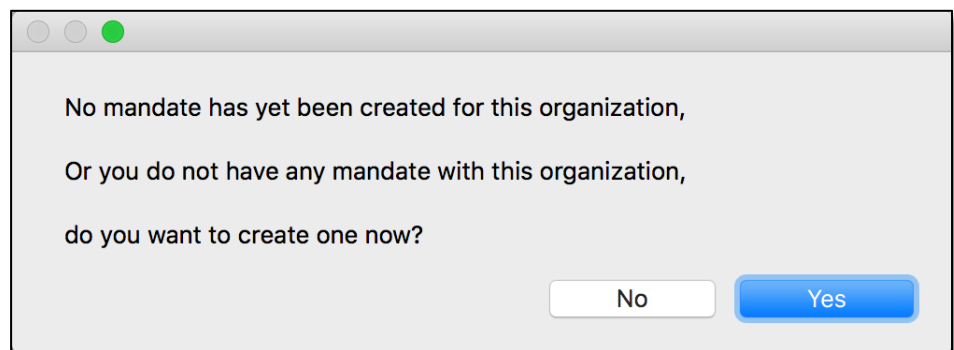 No mandate has yet been created for this organization,
Or you do not have any mandate with this organization,
do you want to create one now?
No
Yes